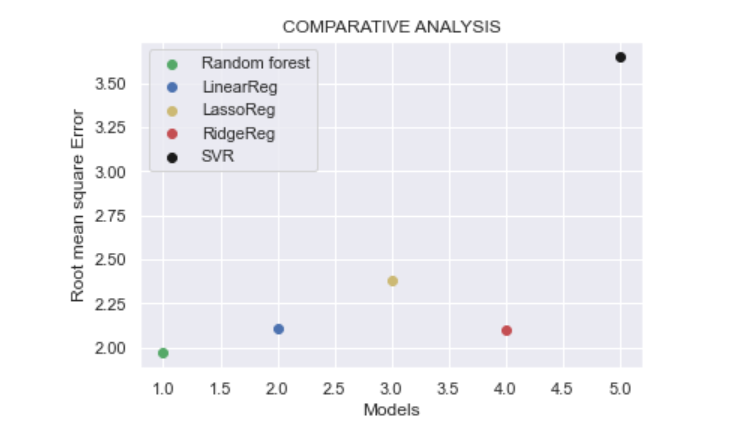 COMPARATIVE ANALYSIS
Random forest
LinearReg
LassoReg
RidgeReg
SVR
Root mean square Error
3.50
3.25
3.00
2.75
2.50
2.25
2.00
1.0 1.5 2.0 2.5 3.0 3.5 4.0 4.5 5.0
Models